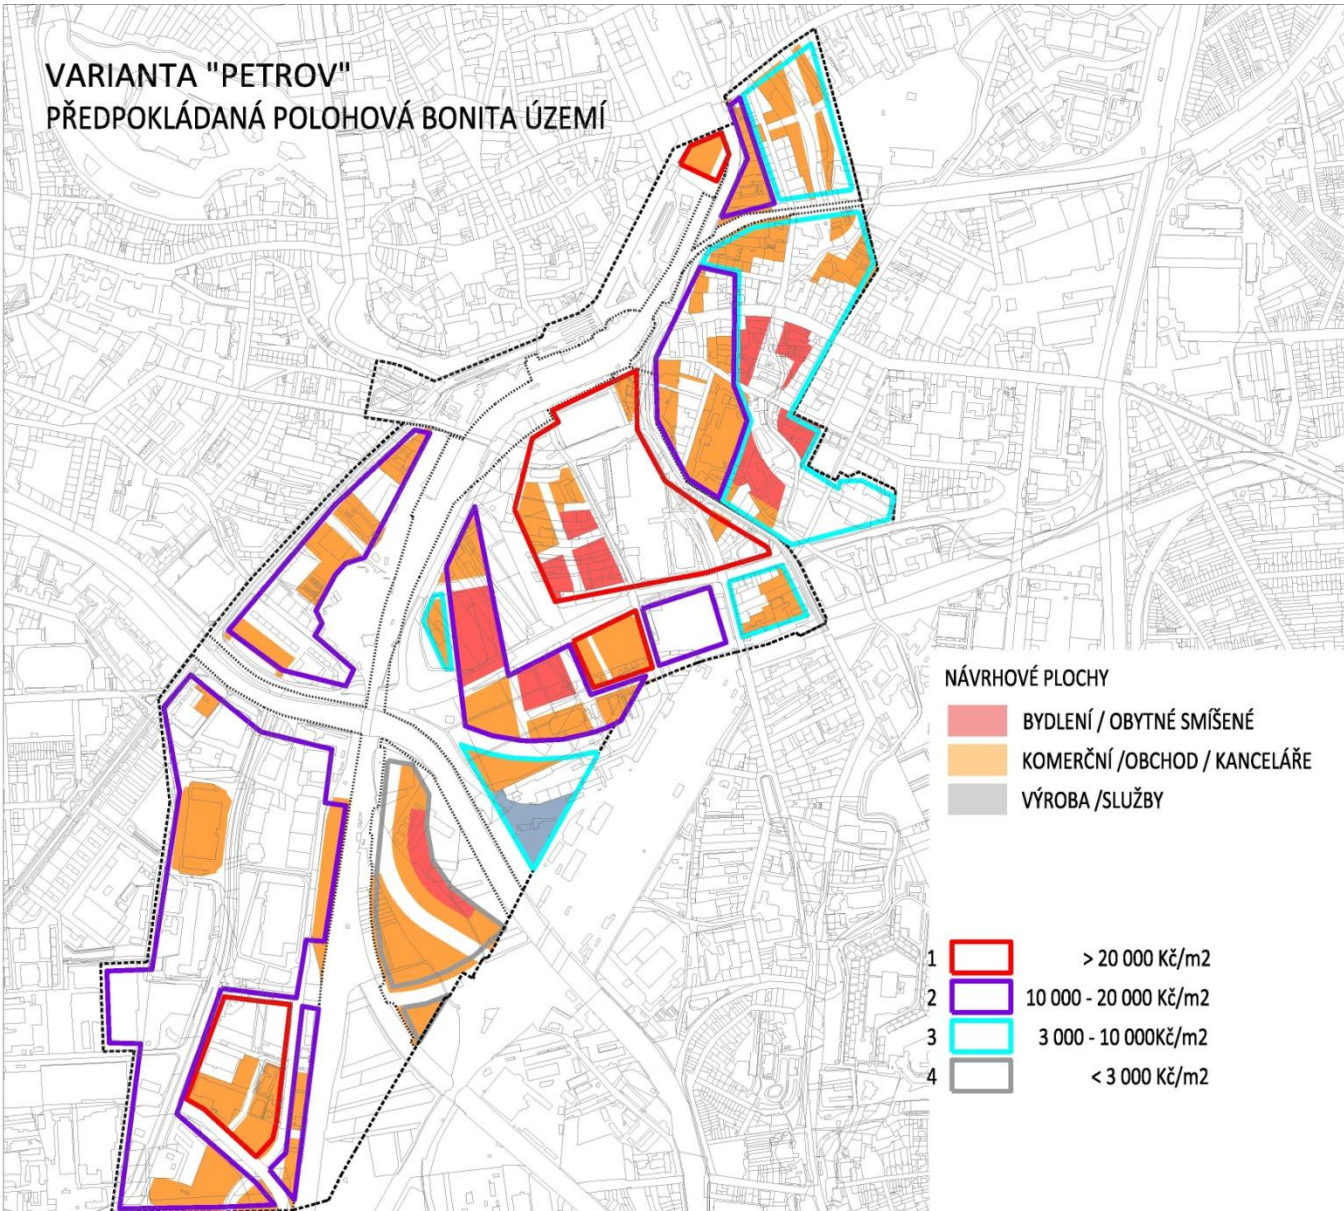 VARIANTA "PETROV"
PŘEDPOKLÁDANÁ POLOHOVÁ BONITA ÚZEMÍ
NÁVRHOVÉ PLOCHY
BYDLENÍ / OBYTNÉ SMÍŠENÉ
KOMERČNÍ /OBCHOD / KANCELÁŘE
VÝROBA /SLUŽBY
1 > 20 000 Kč/m2
2 10 000 - 20 000 Kč/m2
3 3 000 - 10 000Kč/m2
4 < 3 000 Kč/m2